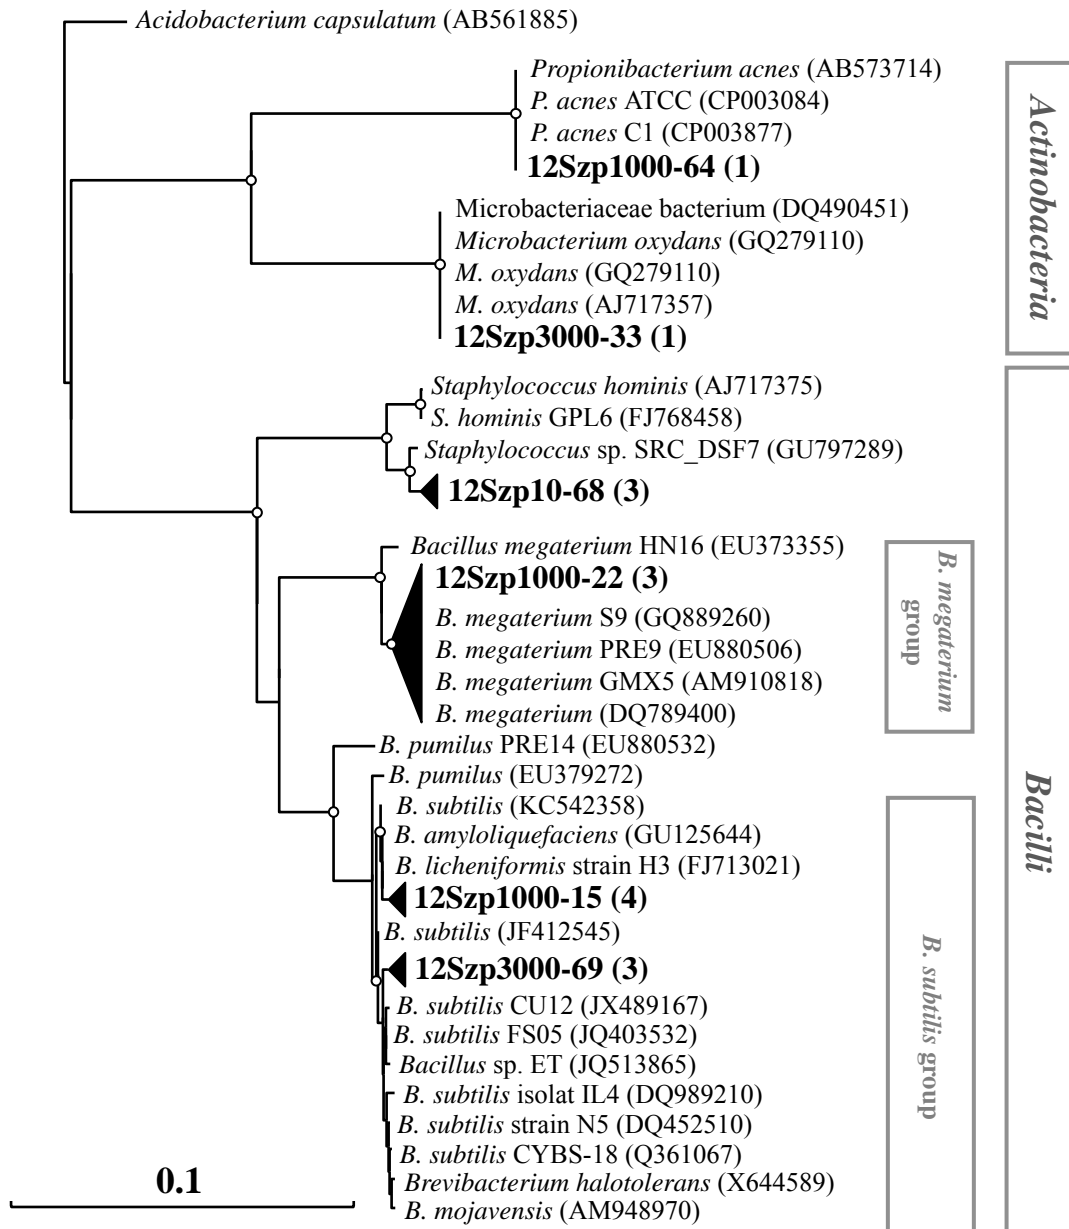 Acidobacterium capsulatum (AB561885)
Propionibacterium acnes (AB573714)
P. acnes ATCC (CP003084)
P. acnes C1 (CP003877)
12Szp1000-64 (1)
Microbacteriaceae bacterium (DQ490451)
Microbacterium oxydans (GQ279110)
M. oxydans (GQ279110)
M. oxydans (AJ717357)
12Szp3000-33 (1)
Actinobacteria
Staphylococcus hominis (AJ717375)
S. hominis GPL6 (FJ768458)
Staphylococcus sp. SRC_DSF7 (GU797289)
12Szp10-68 (3)
Bacillus megaterium HN16 (EU373355)
12Szp1000-22 (3)
B. megaterium S9 (GQ889260)
B. megaterium PRE9 (EU880506)
B. megaterium GMX5 (AM910818)
B. megaterium (DQ789400)
B. megaterium
group
B. pumilus PRE14 (EU880532)
B. pumilus (EU379272)
B. subtilis (KC542358)
B. amyloliquefaciens (GU125644)
B. licheniformis strain H3 (FJ713021)
12Szp1000-15 (4)
B. subtilis (JF412545)
12Szp3000-69 (3)
B. subtilis CU12 (JX489167)
B. subtilis FS05 (JQ403532)
Bacillus sp. ET (JQ513865)
B. subtilis isolat IL4 (DQ989210)
B. subtilis strain N5 (DQ452510)
B. subtilis CYBS-18 (Q361067)
Brevibacterium halotolerans (X644589)
B. mojavensis (AM948970)
B. subtilis group
Bacilli
0.1